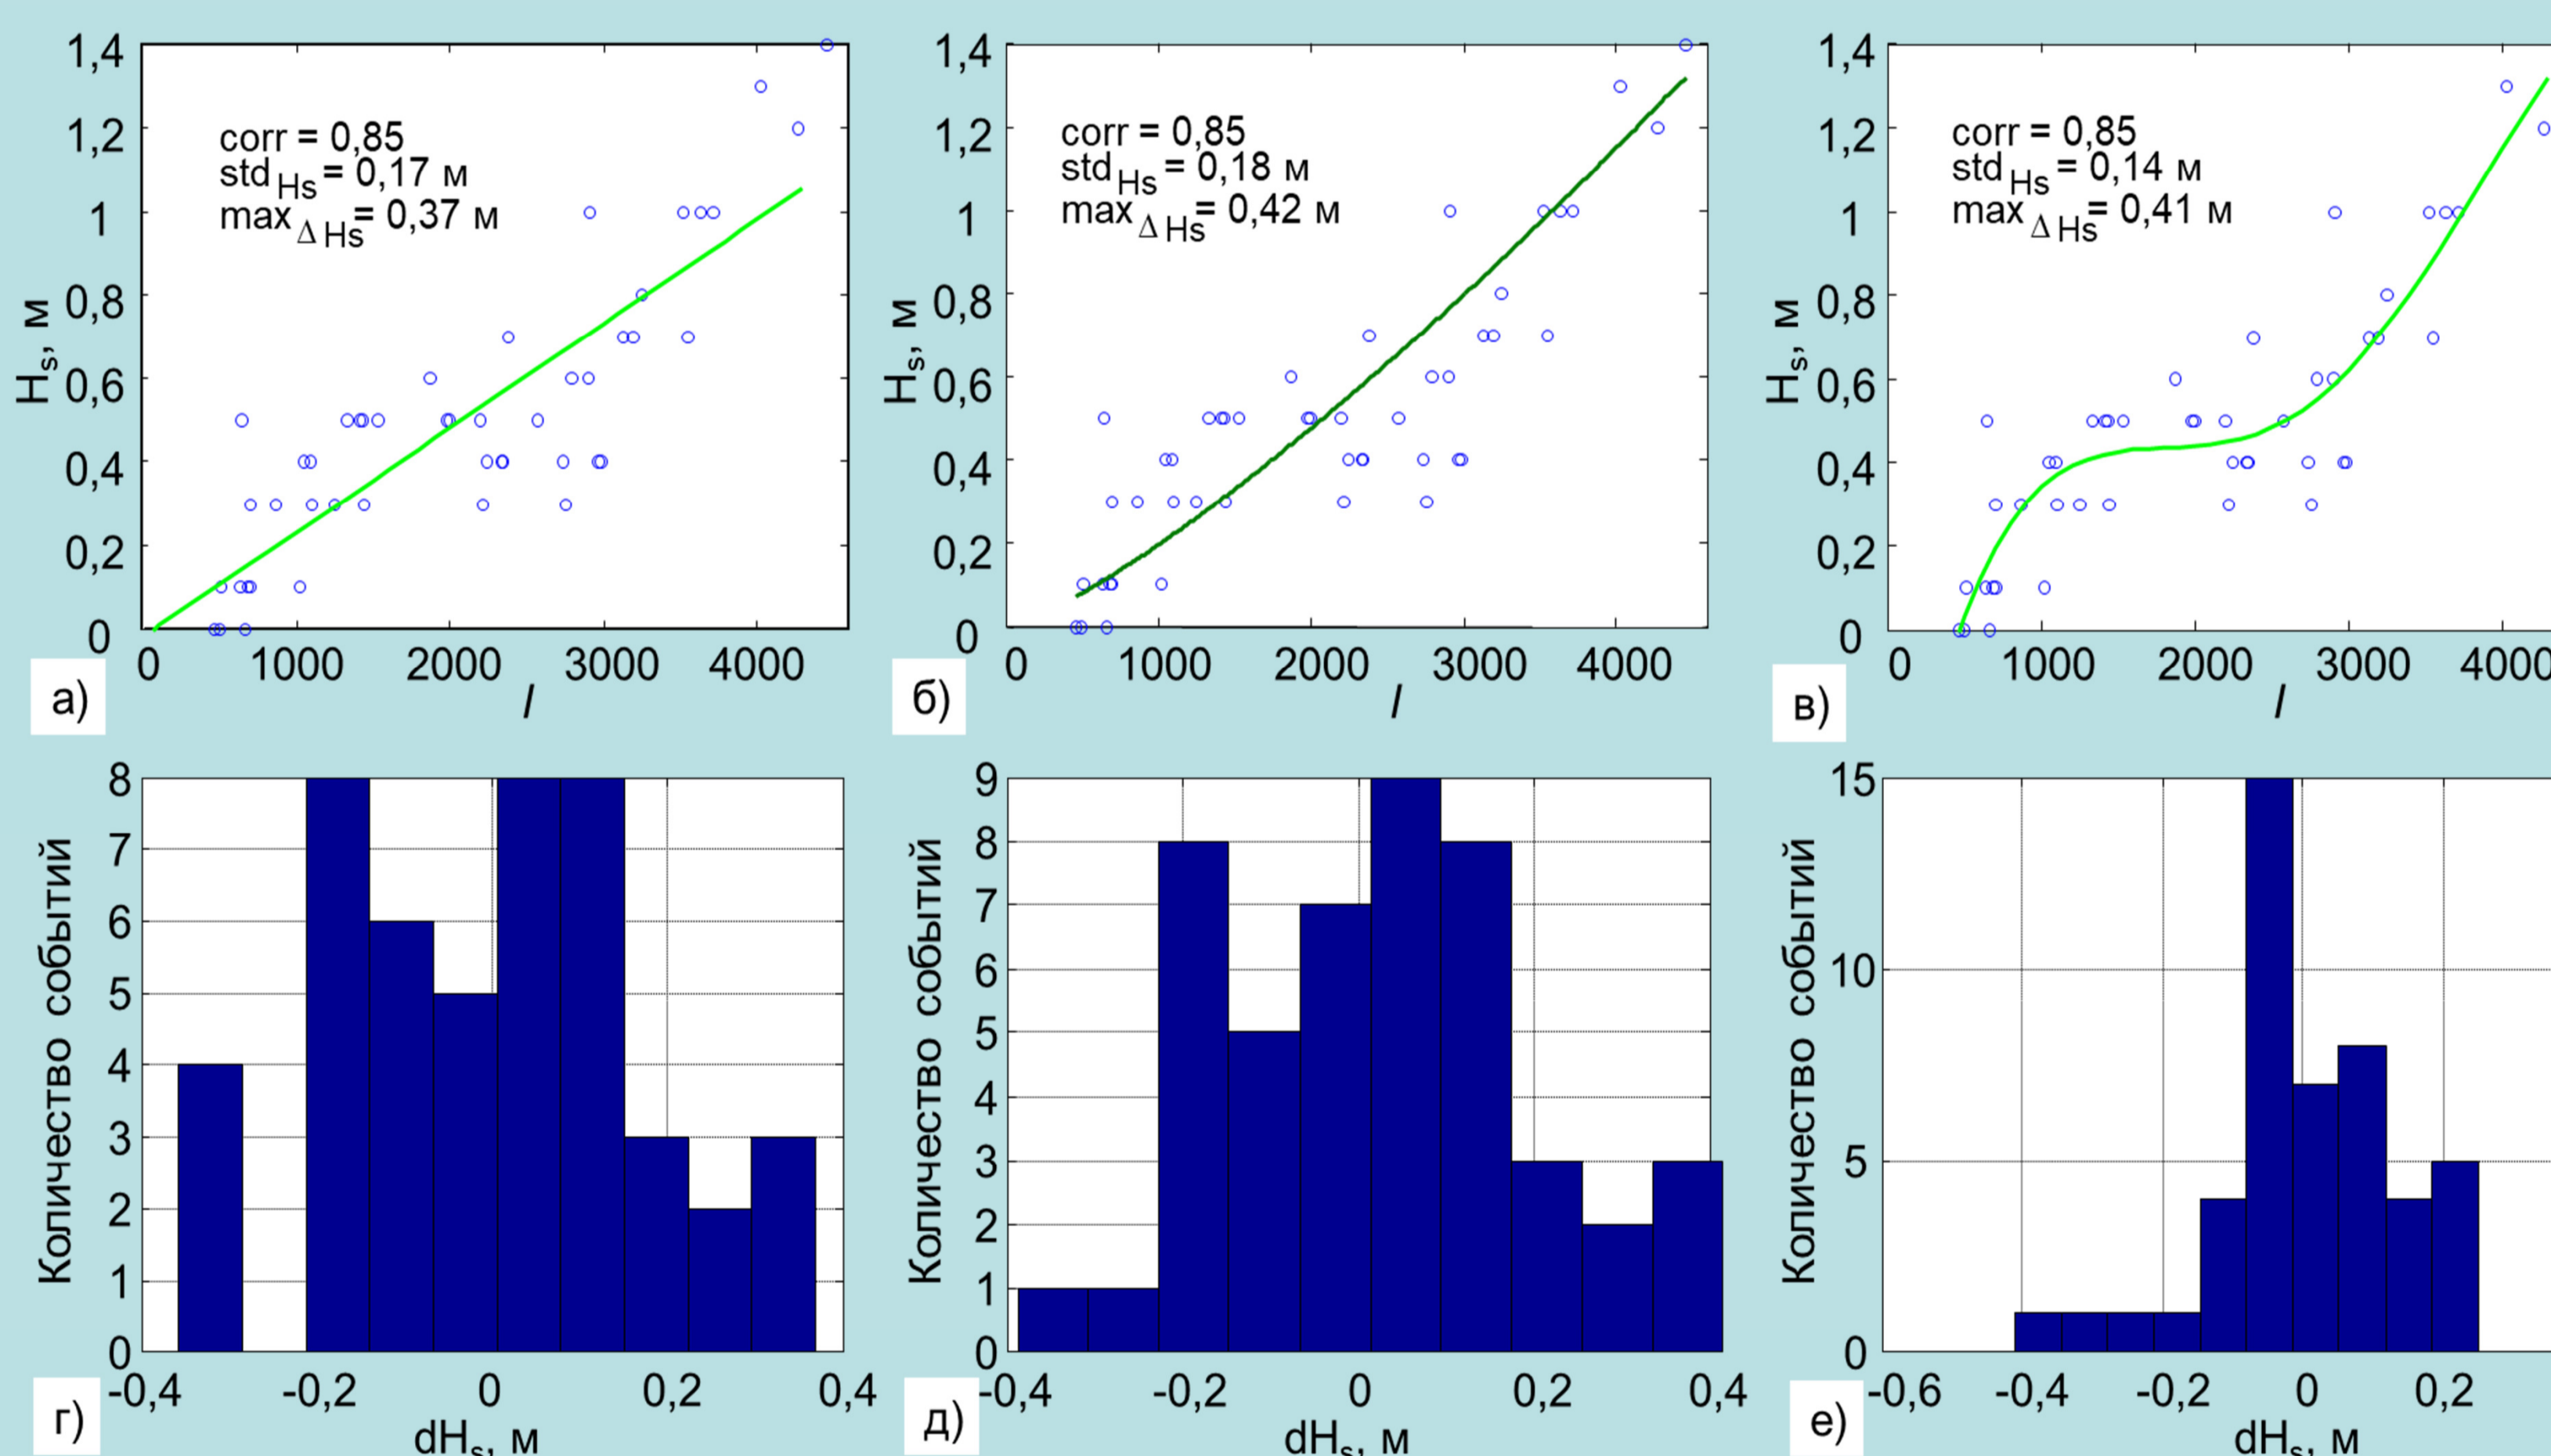 1,4
1,2
1
0,8
0,6
0,4
0,2
0
Hs, м
corr = 0,85
std Hs = 0,17 м
max Δ Hs = 0,37 м
0 1000 2000 3000 4000
l
а)
1,4
1,2
1
0,8
0,6
0,4
0,2
0
Hs, м
corr = 0,85
std Hs = 0,18 м
max Δ Hs = 0,42 м
0 1000 2000 3000 4000
l
б)
1,4
1,2
1
0,8
0,6
0,4
0,2
0
Hs, м
corr = 0,85
std Hs = 0,14 м
max Δ Hs = 0,41 м
0 1000 2000 3000 4000
l
в)
8
7
6
5
4
3
2
1
0
Количество событий
-0,4 -0,2 0 0,2 0,4
dHs, м
г)
9
8
7
6
5
4
3
2
1
0
Количество событий
-0,4 -0,2 0 0,2 0,4
dHs, м
д)
15
10
5
0
Количество событий
-0,6 -0,4 -0,2 0 0,2
dHs, м
е)